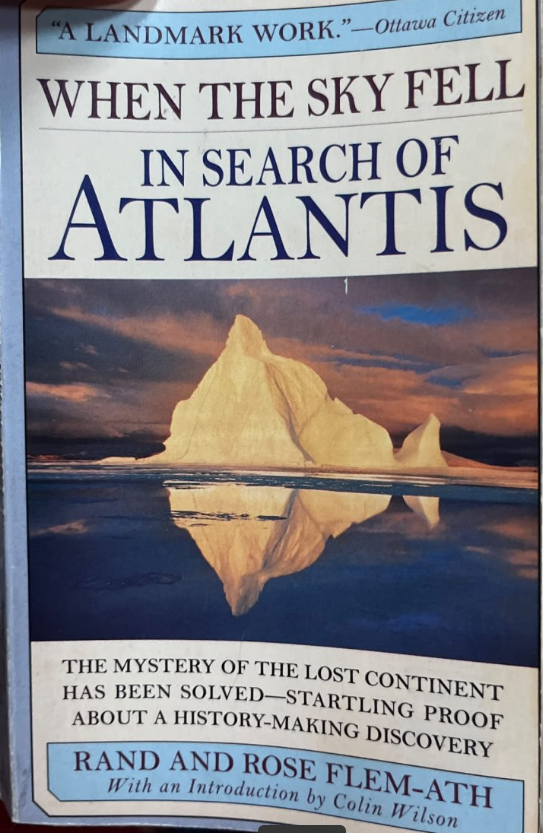 "A LANDMARK WORK."—Ottawa Citizen
WHEN THE SKY FELL
IN SEARCH OF
ATLANTIS
THE MYSTERY OF THE LOST CONTINENT
HAS BEEN SOLVED—STARTLING PROOF
ABOUT A HISTORY-MAKING DISCOVERY
RAND AND ROSE FLEM-ATH
With an Introduction by Colin Wilson